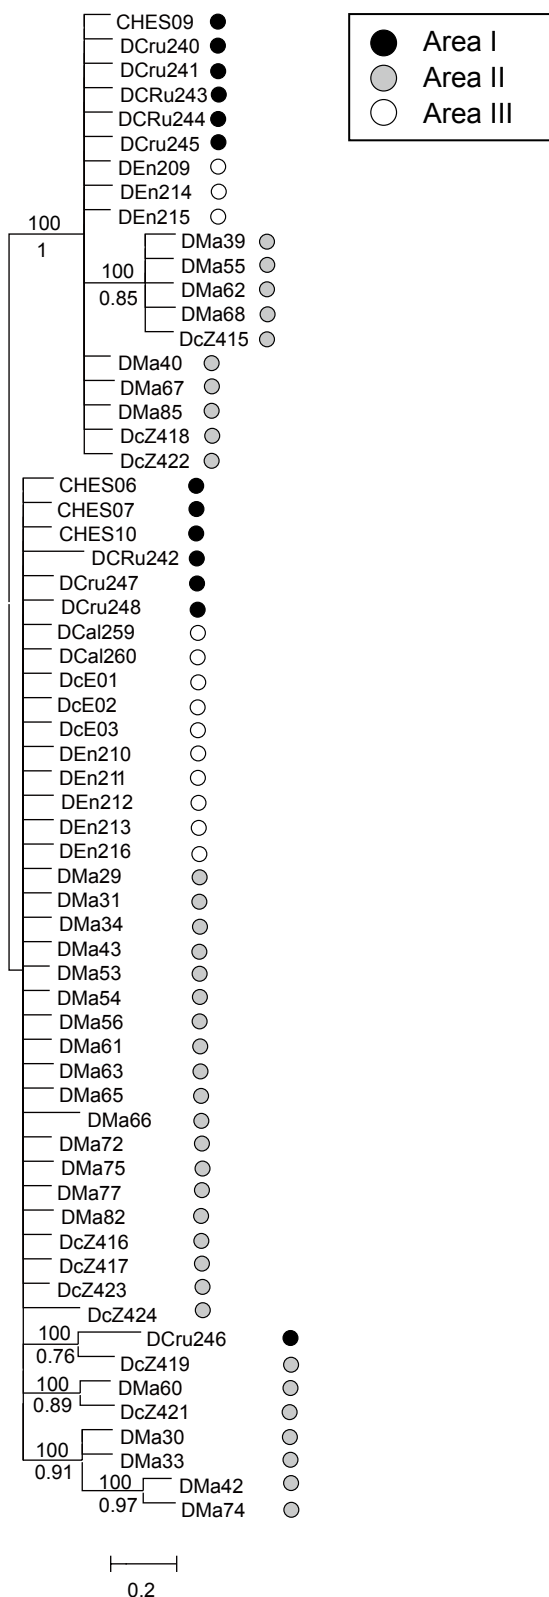 CHES09
DCru240
DCru241
DCRu243
DCRu244
DCru245
DEn209
DEn214
DEn215
100
1
DMa39
DMa55
100
0.85
DMa62
DMa68
DcZ415
DMa40
DMa67
DMa85
DcZ418
DcZ422
CHES06
CHES07
CHES10
DCRu242
DCru247
DCru248
DCal259
DCal260
DcE01
DcE02
DcE03
DEn210
DEn211
DEn212
DEn213
DEn216
DMa29
DMa31
DMa34
DMa43
DMa53
DMa54
DMa56
DMa61
DMa63
DMa65
DMa66
DMa72
DMa75
DMa77
DMa82
DcZ416
DcZ417
DcZ423
DcZ424
100
0.76
DCru246
DcZ419
100
0.89
DMa60
DcZ421
DMa30
100
0.91
DMa33
100
0.97
DMa42
DMa74
0.2
Area I
Area II
Area III